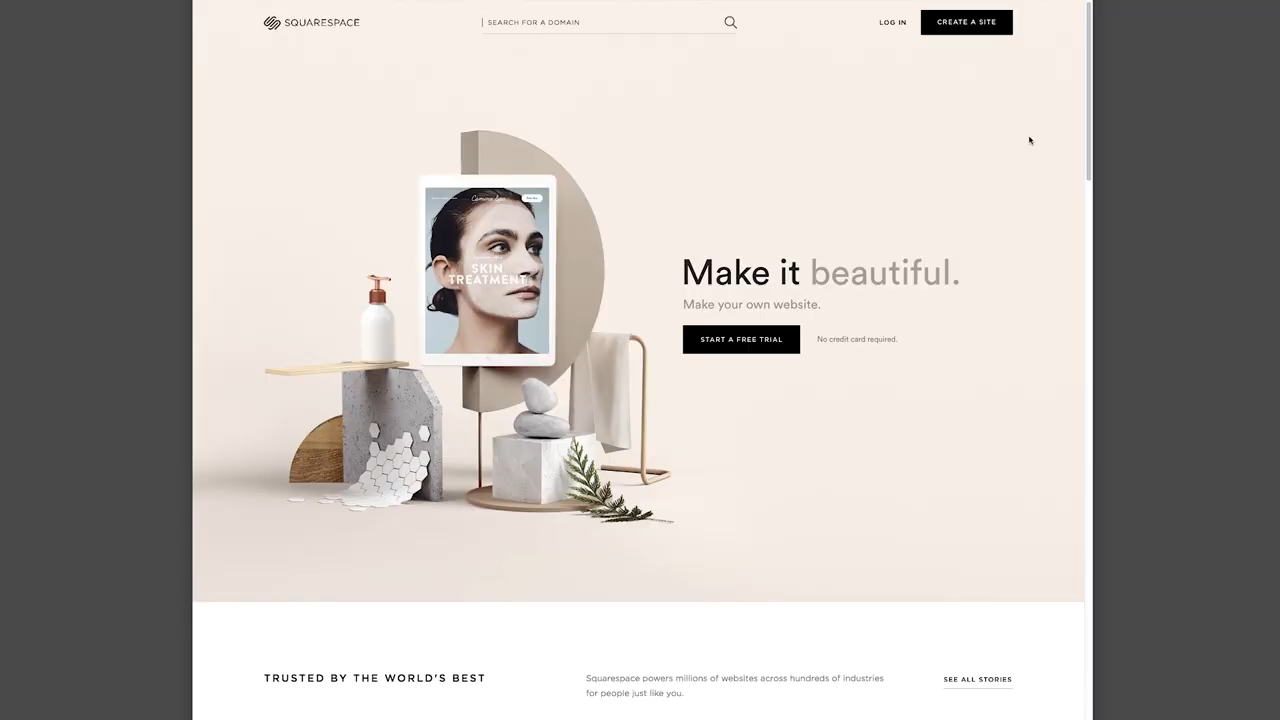 SQUARESPACE
SEARCH FOR A DOMAIN
LOG IN
CREATE A SITE
SKIN
TREATMENT
Make it beautiful.
Make your own website.
START A FREE TRIAL
No credit card required.
TRUSTED BY THE WORLD'S BEST
Squarespace powers millions of websites across hundreds of industries
for people just like you.
SEE ALL STORIES